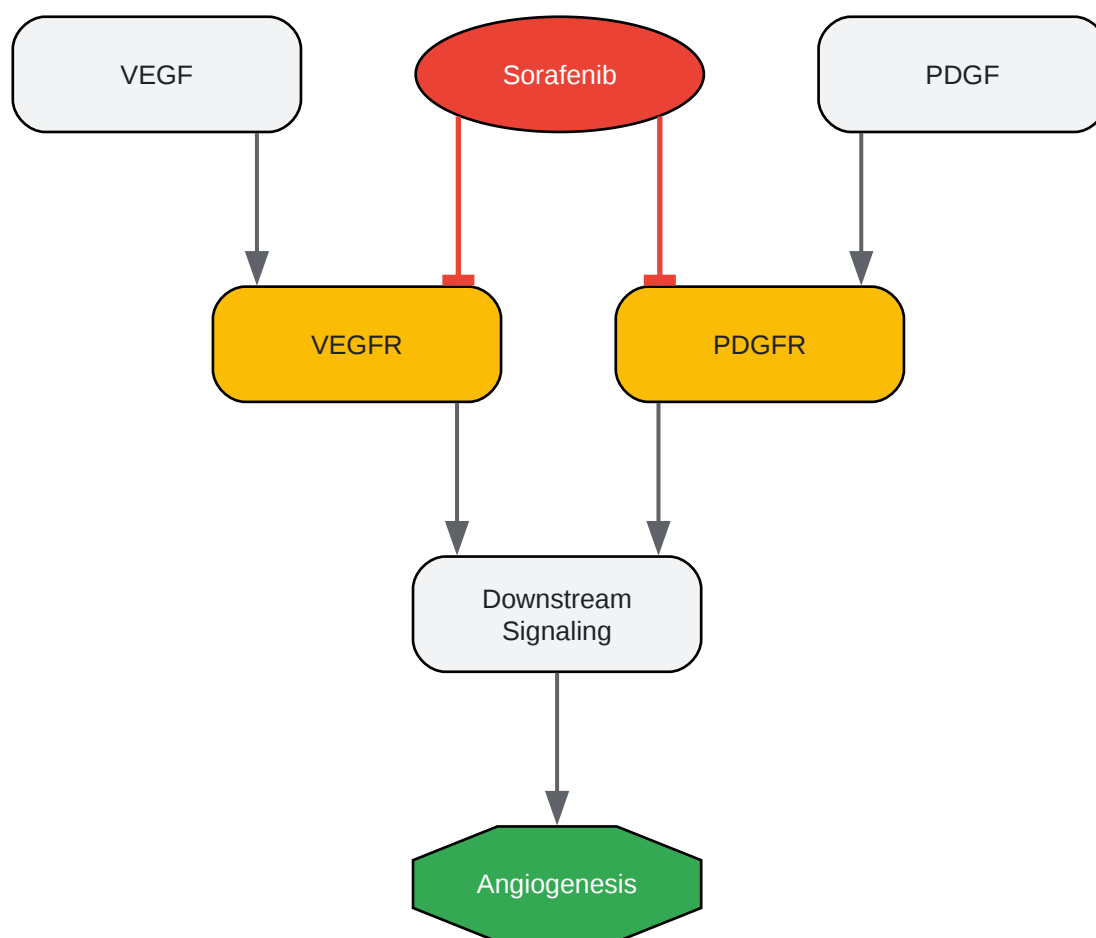 VEGF
Sorafenib
PDGF
VEGFR
PDGFR
Downstream
Signaling
Angiogenesis